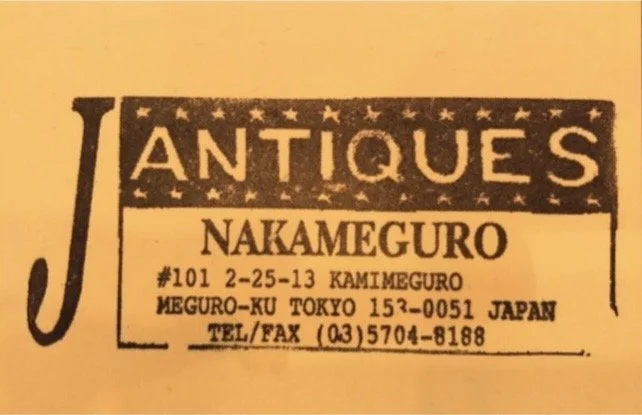 J ANTIQUES
NAKAMEGURO
#101 2-25-13 KAMIMEGURO
MEGURO-KU TOKYO 153-0051 JAPAN
TEL/FAX (03)5704-8188